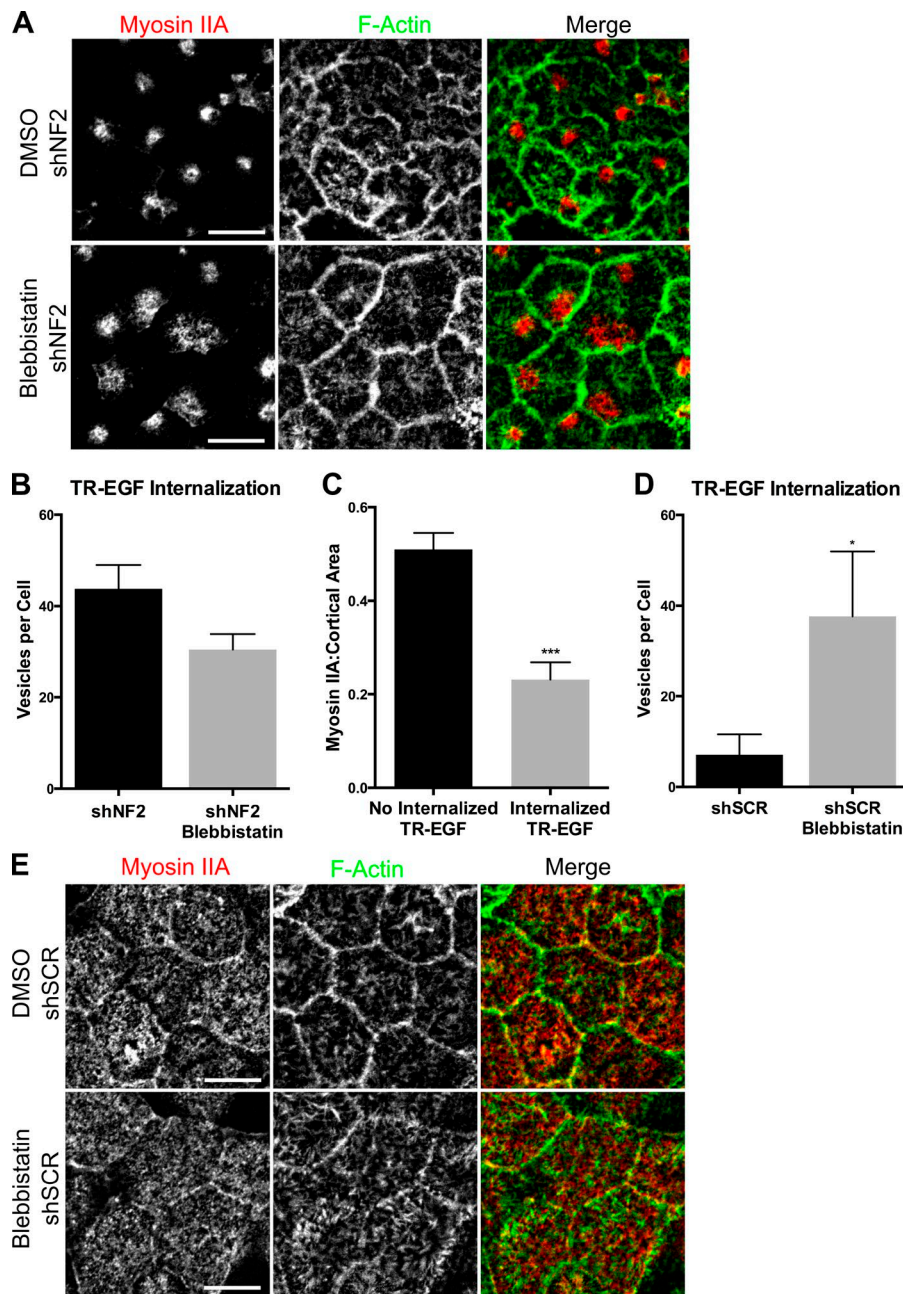 A
Myosin IIA
F-Actin
Merge
DMSO
shNF2
Blebbistatin
shNF2
B
TR-EGF Internalization
Vesicles per Cell
60
40
20
0
shNF2
shNF2
Blebbistatin
C
Myosin IIA:Cortical Area
0.6
0.4
0.2
0.0
***
No Internalized
TR-EGF
Internalized
TR-EGF
D
TR-EGF Internalization
Vesicles per Cell
60
40
20
0
*
shSCR
shSCR
Blebbistatin
E
Myosin IIA
F-Actin
Merge
DMSO
shSCR
Blebbistatin
shSCR